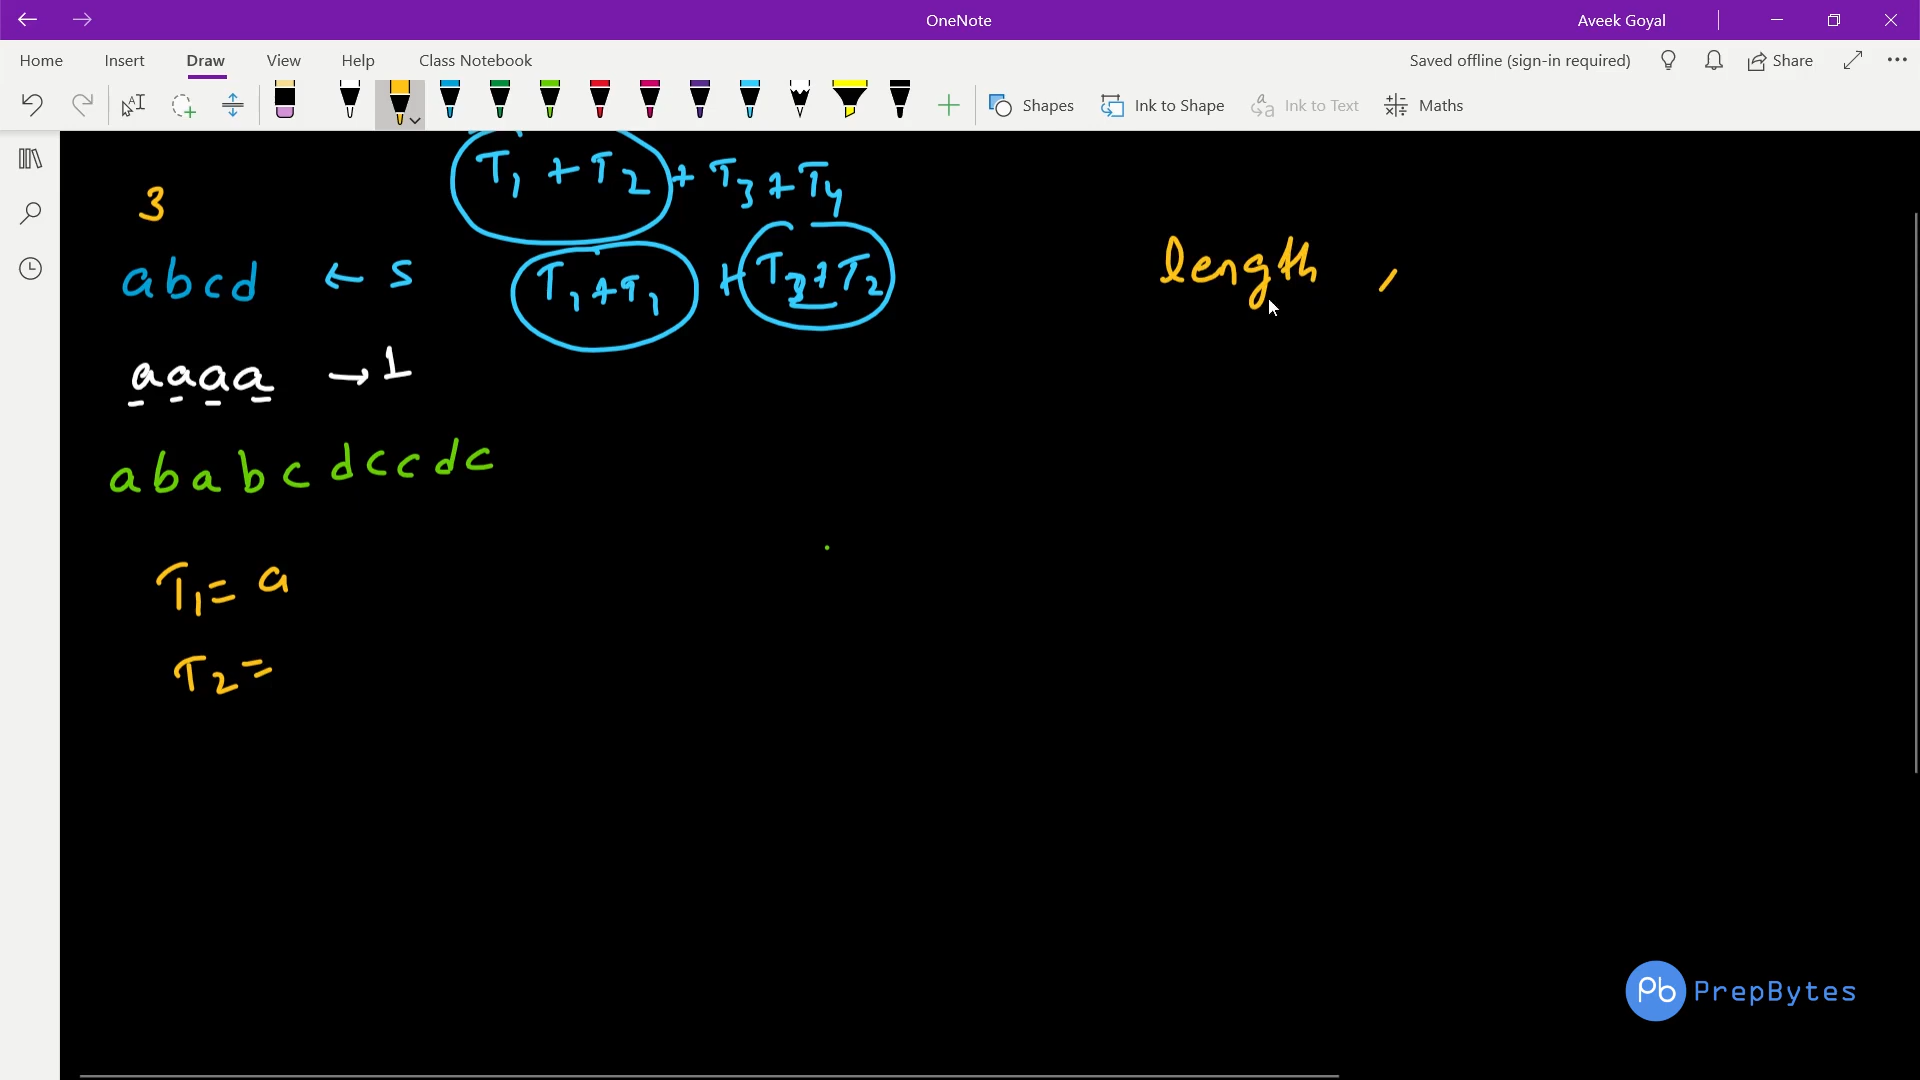 OneNote
Aveek Goyal
Home Insert Draw View Help Class Notebook
Saved offline (sign-in required) Share
Shapes Ink to Shape Ink to Text Maths
T1 + T2 + T3 + T4
3
length ,
abcd ← S
T1 + T1 + T3 + T2
aaaa → 1
ababcdccdc
T1 = a
T2 =
Pb PrepBytes